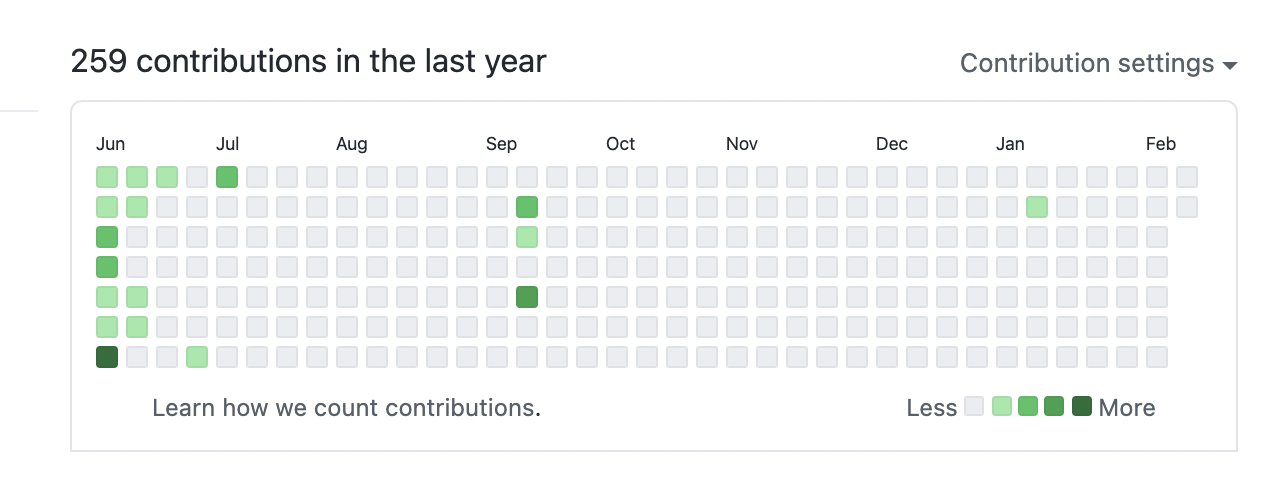 259 contributions in the last year
Contribution settings
Jun Jul Aug Sep Oct Nov Dec Jan Feb
Learn how we count contributions.
Less More